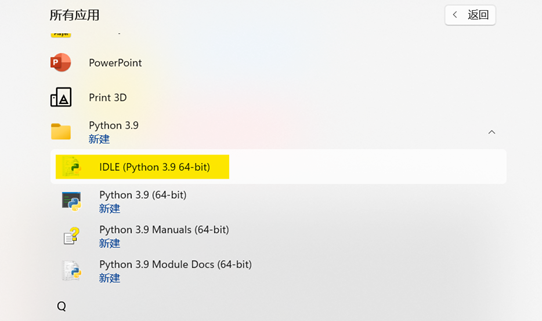 所有应用
返回
PowerPoint
Print 3D
Python 3.9
新建
IDLE (Python 3.9 64-bit)
Python 3.9 (64-bit)
新建
Python 3.9 Manuals (64-bit)
新建
Python 3.9 Module Docs (64-bit)
新建
Q